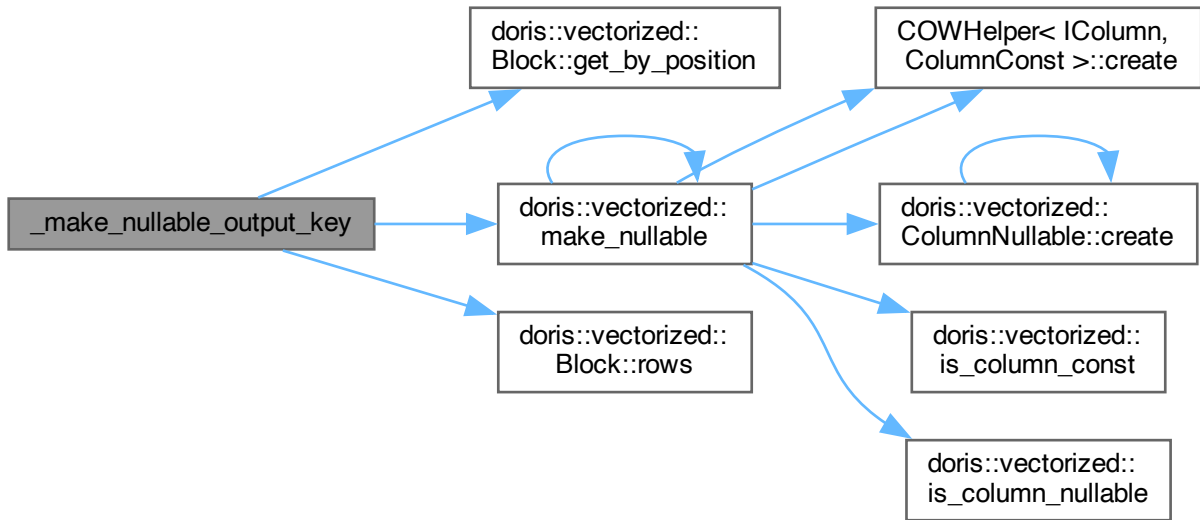 _make_nullable_output_key
doris::vectorized::
Block::get_by_position
doris::vectorized::
make_nullable
doris::vectorized::
Block::rows
COWHelper< IColumn,
ColumnConst >::create
doris::vectorized::
ColumnNullable::create
doris::vectorized::
is_column_const
doris::vectorized::
is_column_nullable